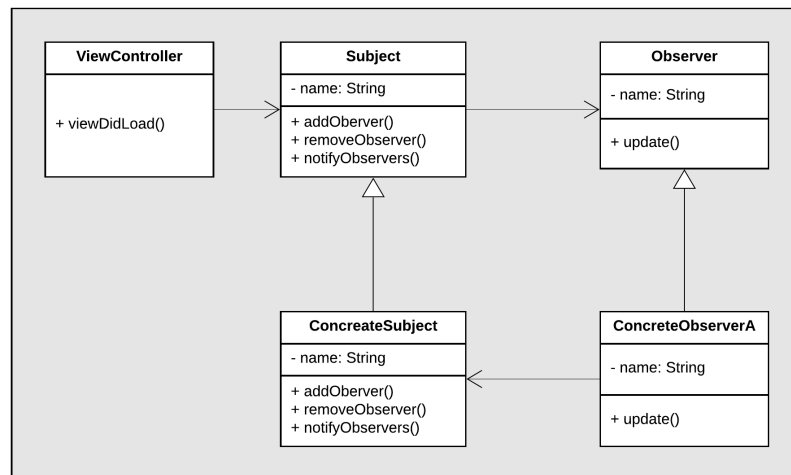 ViewController
+ viewDidLoad()
Subject
- name: String
+ addOberver()
+ removeObserver()
+ notifyObservers()
Observer
- name: String
+ update()
ConcreateSubject
- name: String
+ addOberver()
+ removeObserver()
+ notifyObservers()
ConcreteObserverA
- name: String
+ update()